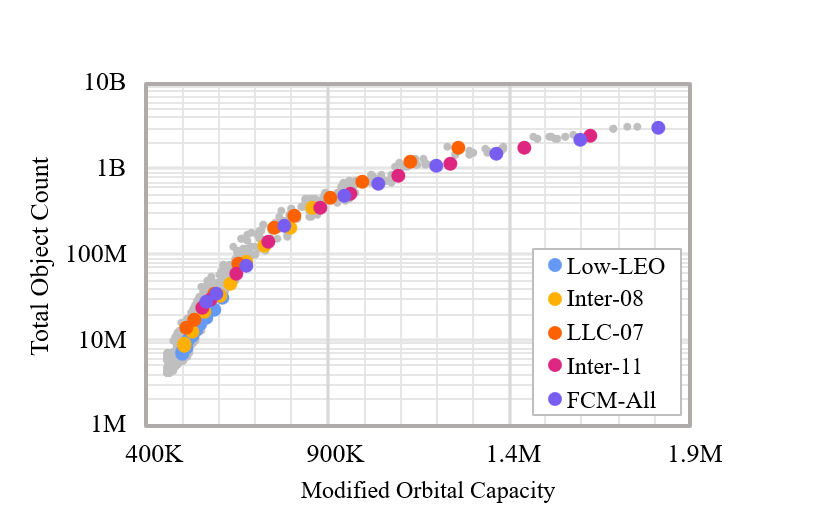 10B
1B
100M
10M
1M
Total Object Count
Low-LEO
Inter-08
LLC-07
Inter-11
FCM-All
400K 900K 1.4M 1.9M
Modified Orbital Capacity